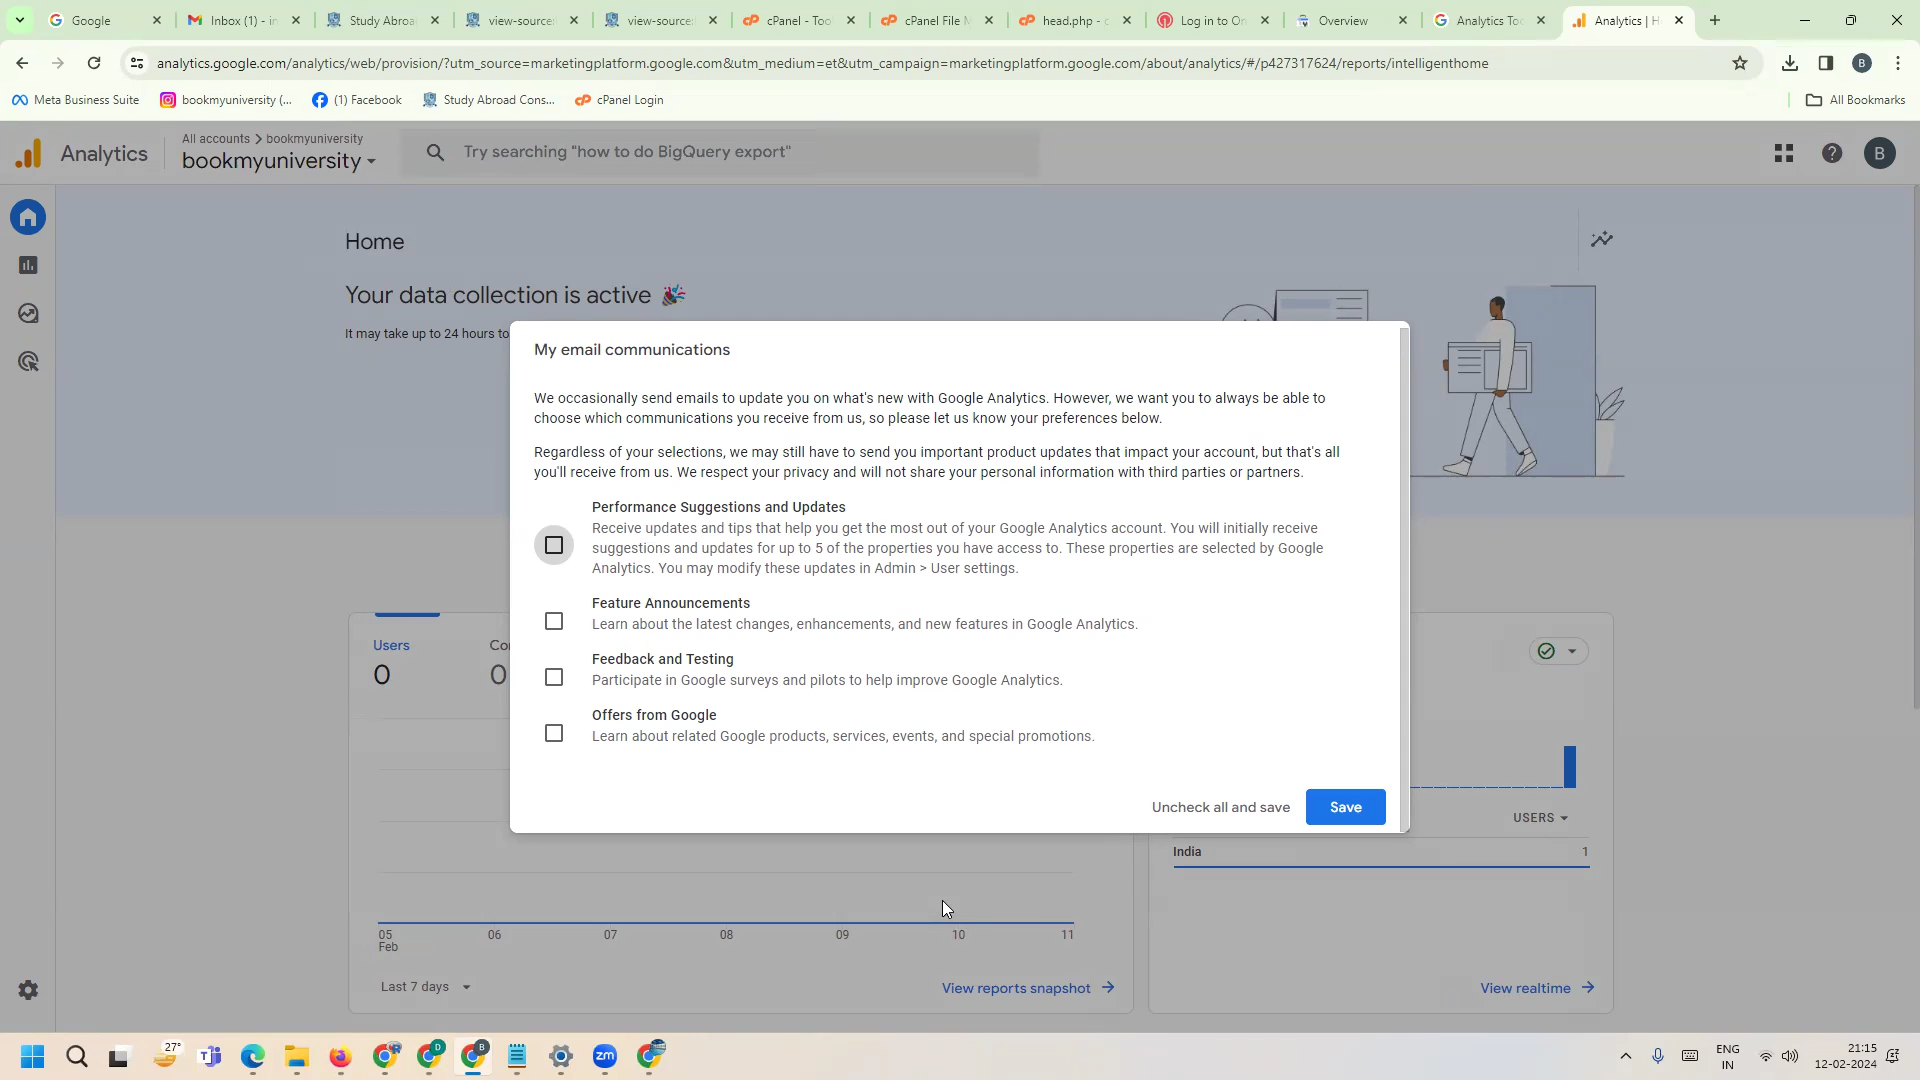 Google
Inbox (1) - in
Study Abroa
view-source:
view-source:
cPanel - Too
cPanel File M
head.php - c
Log in to On
Overview
Analytics Too
Analytics | H
analytics.google.com/analytics/web/provision/?utm_source=marketingplatform.google.com&utm_medium=et&utm_campaign=marketingplatform.google.com/about/analytics/#/p427317624/reports/intelligenthome
B
Meta Business Suite
bookmyuniversity (...
(1) Facebook
Study Abroad Cons...
cPanel Login
All Bookmarks
Analytics
All accounts > bookmyuniversity
bookmyuniversity
Try searching "how to do BigQuery export"
B
Home
Your data collection is active
It may take up to 24 hours to
My email communications
We occasionally send emails to update you on what's new with Google Analytics. However, we want you to always be able to
choose which communications you receive from us, so please let us know your preferences below.
Regardless of your selections, we may still have to send you important product updates that impact your account, but that's all
you'll receive from us. We respect your privacy and will not share your personal information with third parties or partners.
Performance Suggestions and Updates
Receive updates and tips that help you get the most out of your Google Analytics account. You will initially receive
suggestions and updates for up to 5 of the properties you have access to. These properties are selected by Google
Analytics. You may modify these updates in Admin > User settings.
Feature Announcements
Learn about the latest changes, enhancements, and new features in Google Analytics.
Feedback and Testing
Participate in Google surveys and pilots to help improve Google Analytics.
Offers from Google
Learn about related Google products, services, events, and special promotions.
Uncheck all and save
Save
Users
0
Co
0
05
Feb
06
07
08
09
10
11
Last 7 days
View reports snapshot
USERS
India
1
View realtime
27°
D
B
zm
ENG
IN
21:15
12-02-2024